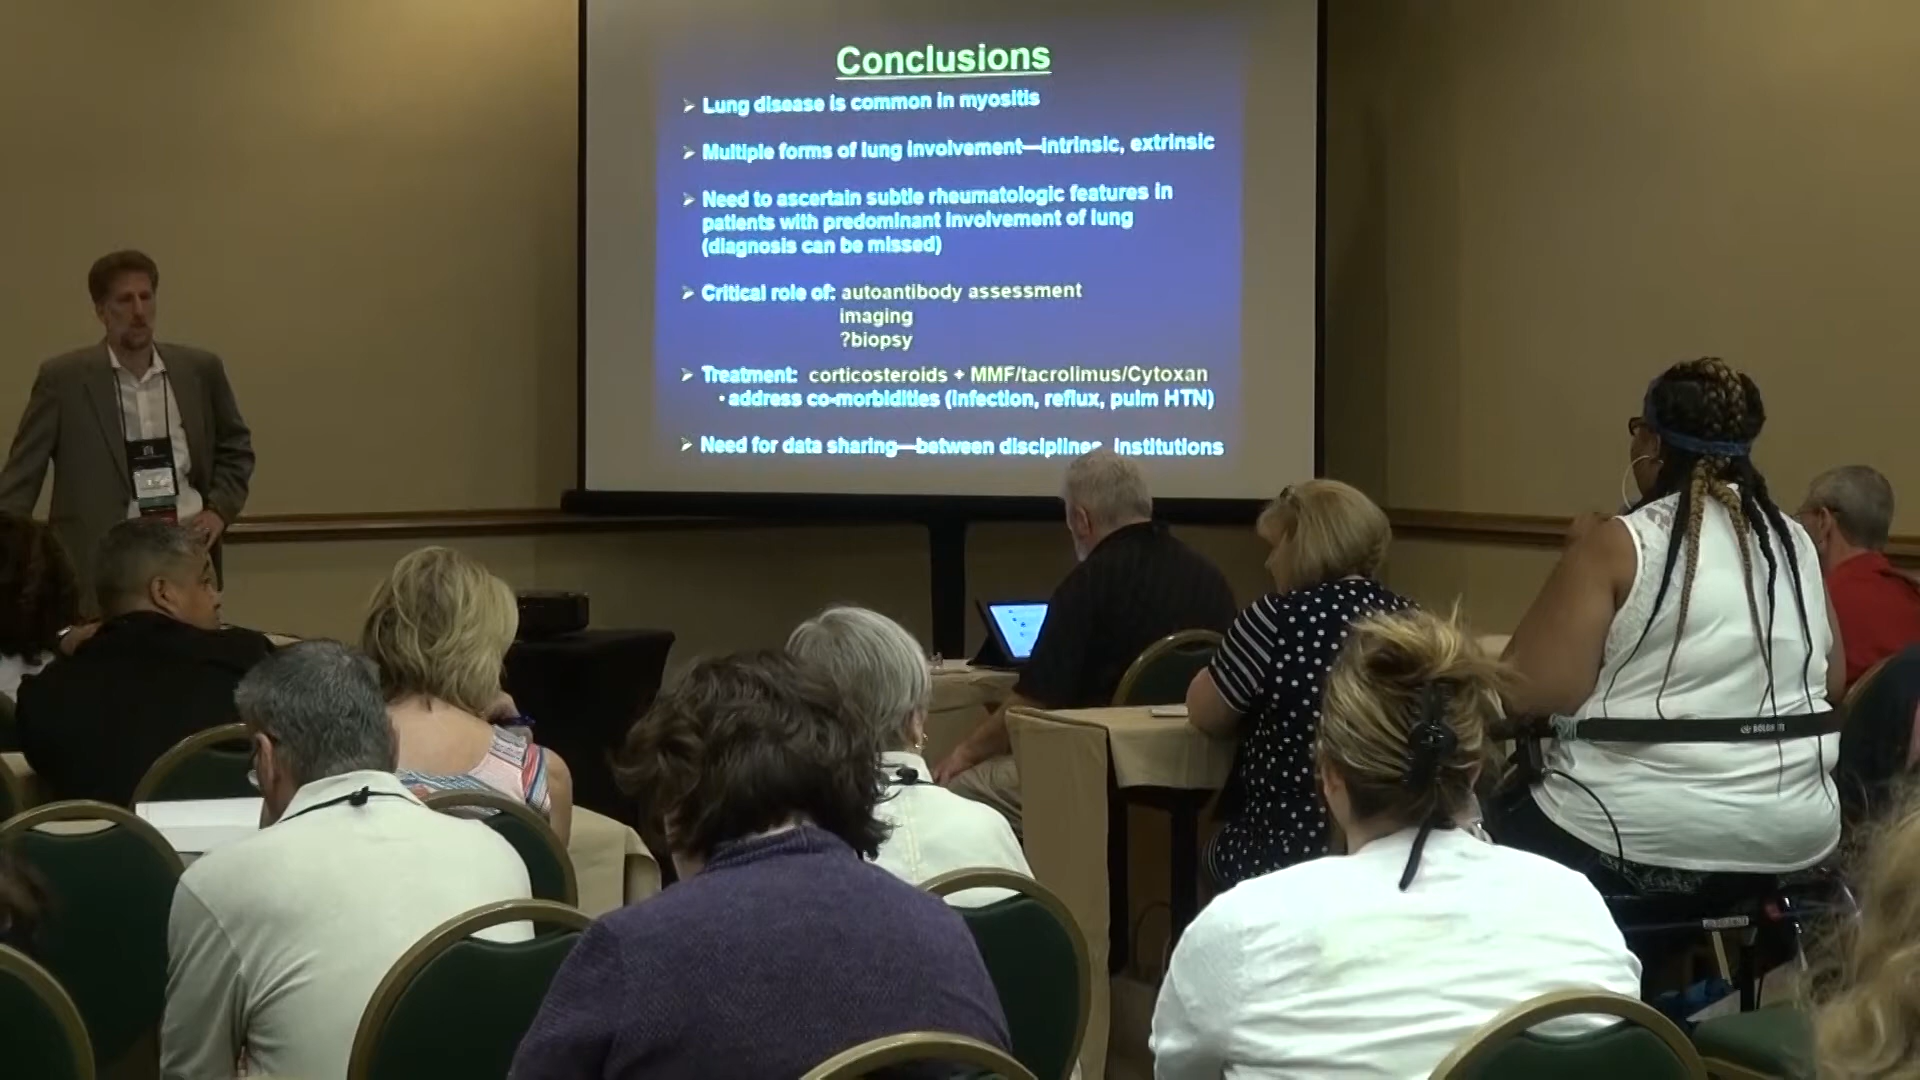 Conclusions
➢ Lung disease is common in myositis
➢ Multiple forms of lung involvement—intrinsic, extrinsic
➢ Need to ascertain subtle rheumatologic features in
patients with predominant involvement of lung
(diagnosis can be missed)
➢ Critical role of: autoantibody assessment
imaging
?biopsy
➢ Treatment: corticosteroids + MMF/tacrolimus/Cytoxan
• address co-morbidities (infection, reflux, pulm HTN)
➢ Need for data sharing—between disciplines, institutions